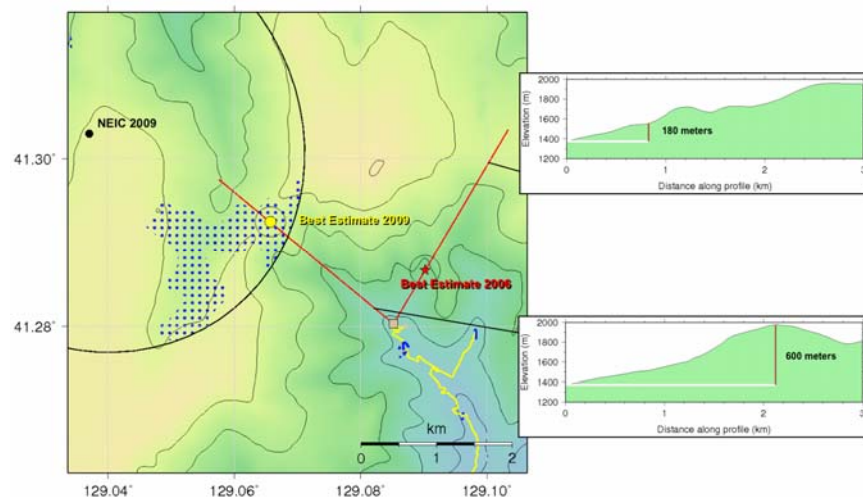 NEIC 2009
Best Estimate 2009
Best Estimate 2006
41.30
41.28
km
0 1 2
129.04 129.06 129.08 129.10
Elevation (m)
2000
1800
1600
1400
1200
180 meters
0 1 2 3
Distance along profile (km)
Elevation (m)
2000
1800
1600
1400
1200
600 meters
0 1 2 3
Distance along profile (km)